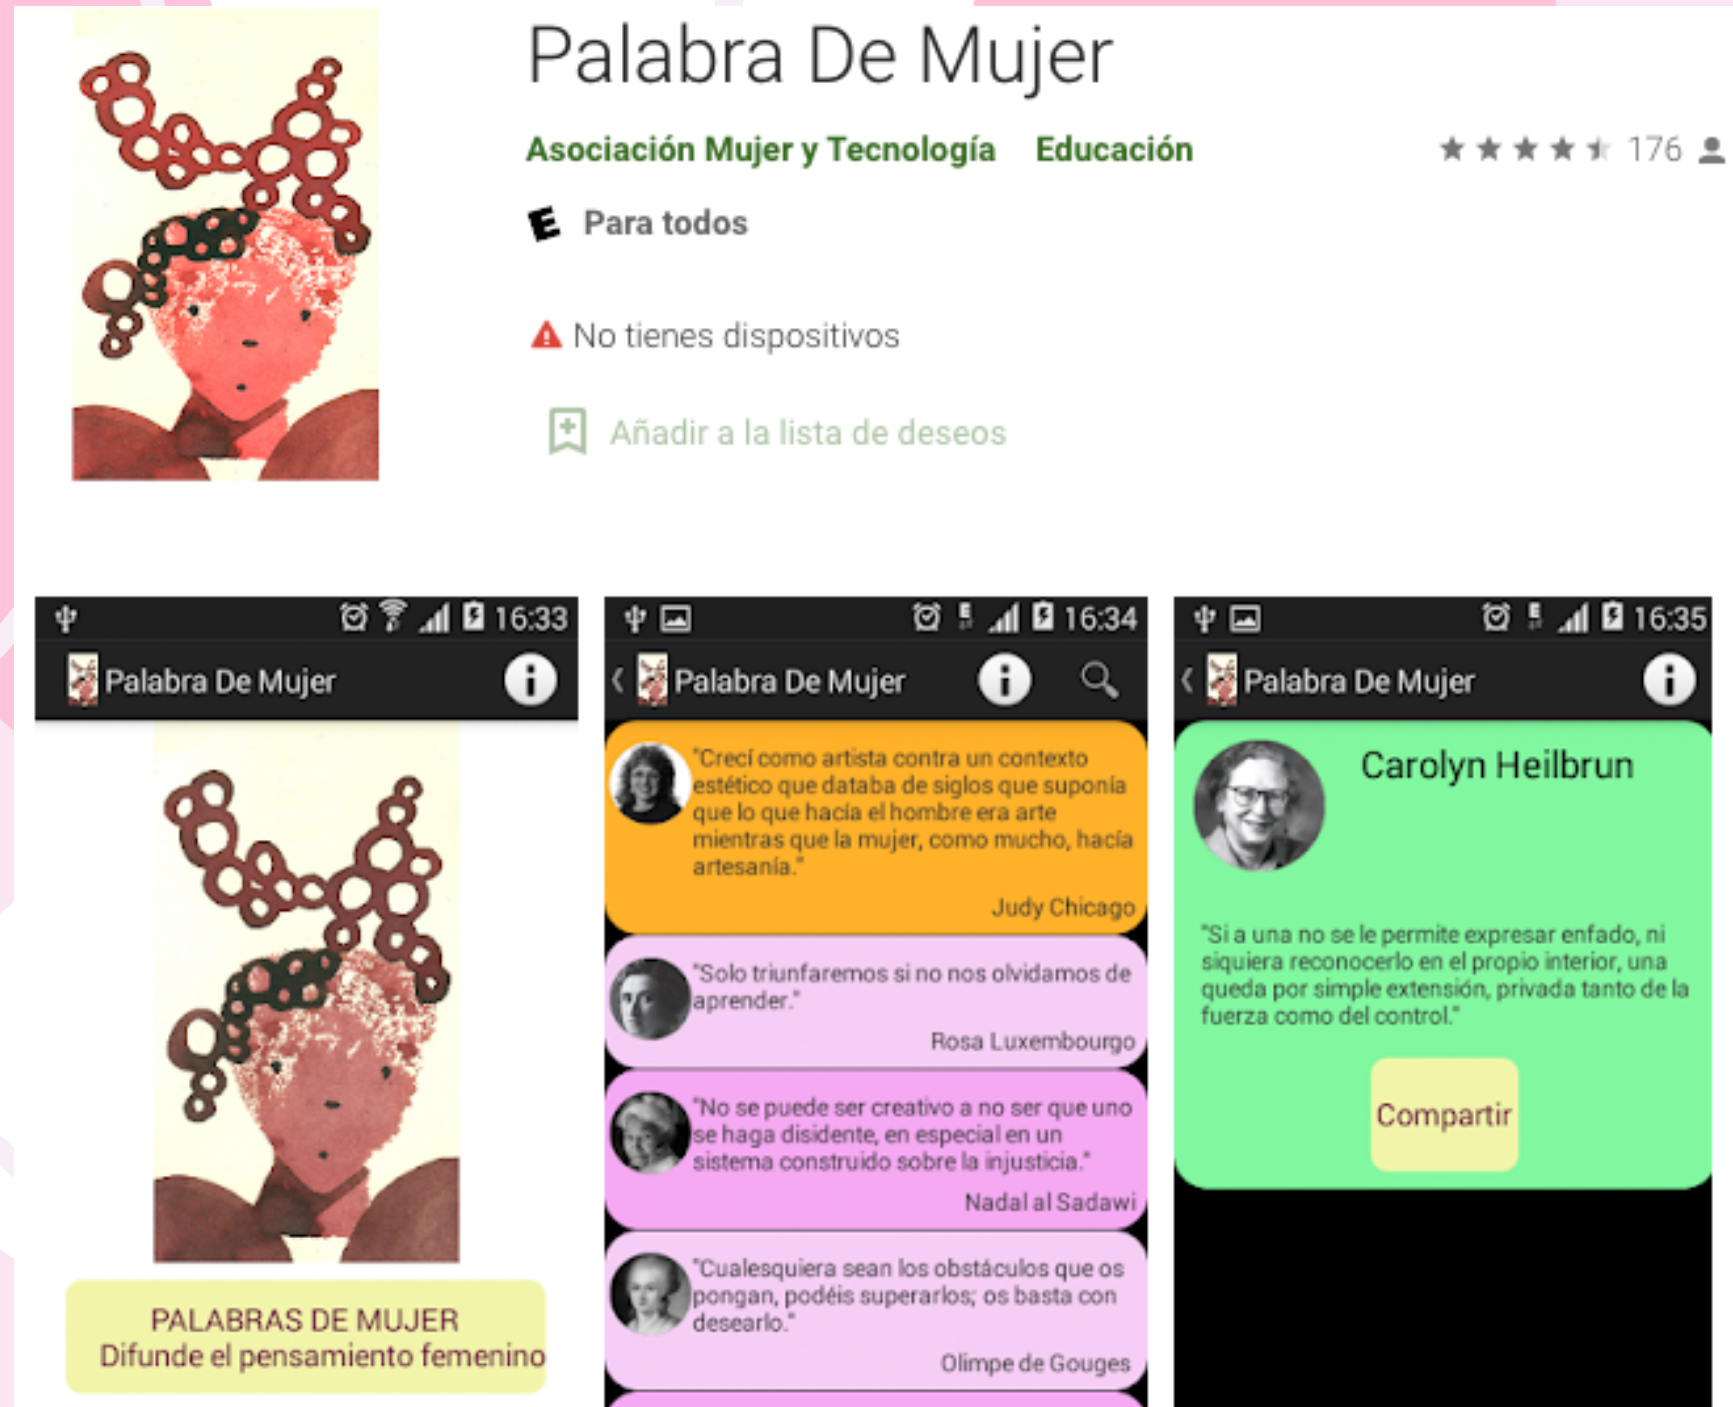 Palabra De Mujer
Asociación Mujer y Tecnología Educación 176
E Para todos
No tienes dispositivos
Añadir a la lista de deseos
16:33
Palabra De Mujer
PALABRAS DE MUJER
Difunde el pensamiento femenino
16:34
Palabra De Mujer
"Crecí como artista contra un contexto
estético que databa de siglos que suponía
que lo que hacía el hombre era arte
mientras que la mujer, como mucho, hacía
artesanía."
Judy Chicago
"Solo triunfaremos si no nos olvidamos de
aprender."
Rosa Luxembourgo
"No se puede ser creativo a no ser que uno
se haga disidente, en especial en un
sistema construido sobre la injusticia."
Nadal al Sadawi
"Cualesquiera sean los obstáculos que os
pongan, podéis superarlos; os basta con
desearlo."
Olimpe de Gouges
16:35
Palabra De Mujer
Carolyn Heilbrun
"Si a una no se le permite expresar enfado, ni
siquiera reconocerlo en el propio interior, una
queda por simple extensión, privada tanto de la
fuerza como del control."
Compartir